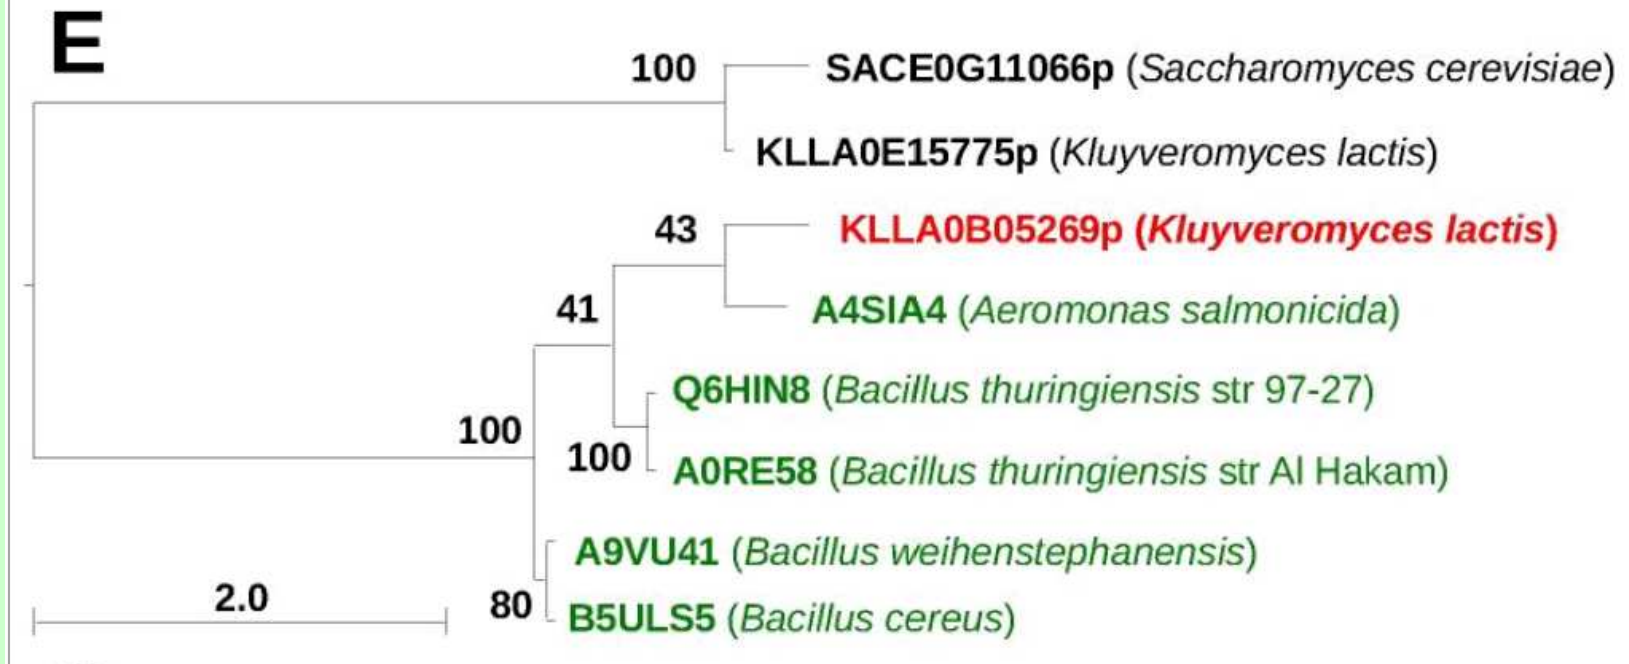 E
100
SACE0G11066p (Saccharomyces cerevisiae)
KLLA0E15775p (Kluyveromyces lactis)
43
KLLA0B05269p (Kluyveromyces lactis)
41
A4SIA4 (Aeromonas salmonicida)
Q6HIN8 (Bacillus thuringiensis str 97-27)
100
100
A0RE58 (Bacillus thuringiensis str Al Hakam)
A9VU41 (Bacillus weihenstephanensis)
2.0
80
B5ULS5 (Bacillus cereus)